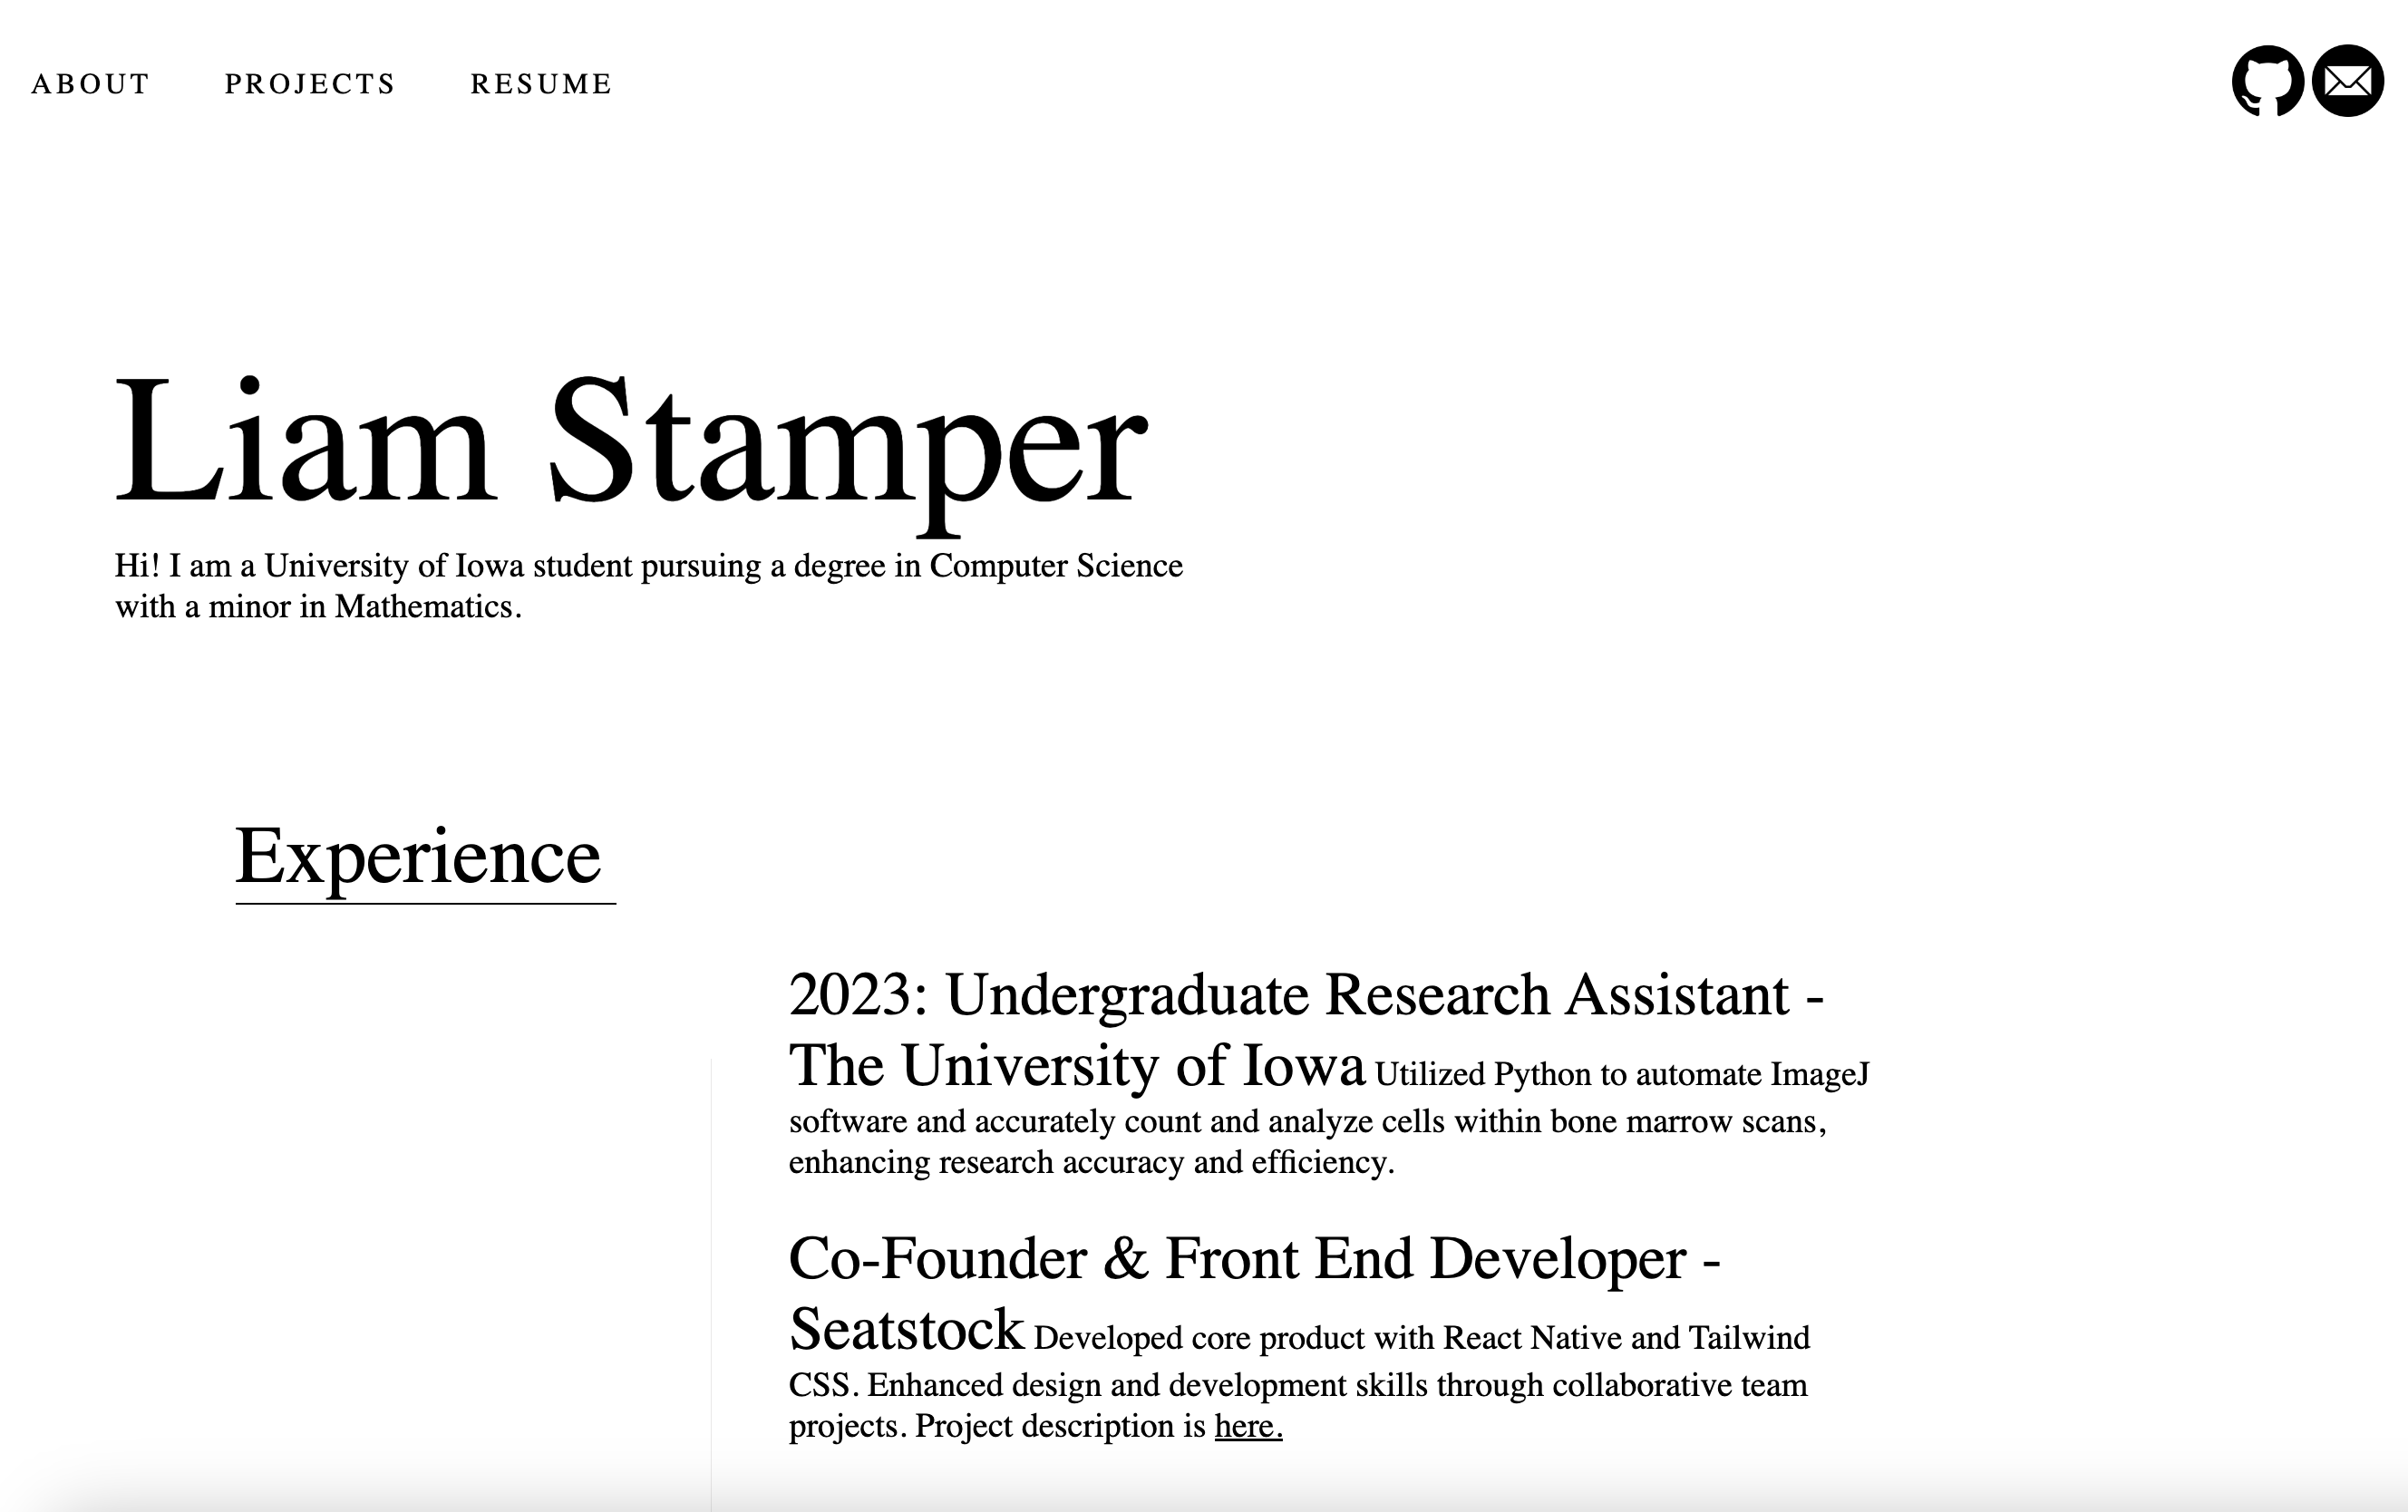 ABOUT PROJECTS RESUME
Liam Stamper
Hi! I am a University of Iowa student pursuing a degree in Computer Science
with a minor in Mathematics.
Experience
2023: Undergraduate Research Assistant -
The University of Iowa Utilized Python to automate ImageJ
software and accurately count and analyze cells within bone marrow scans,
enhancing research accuracy and efficiency.
Co-Founder & Front End Developer -
Seatstock Developed core product with React Native and Tailwind
CSS. Enhanced design and development skills through collaborative team
projects. Project description is here.